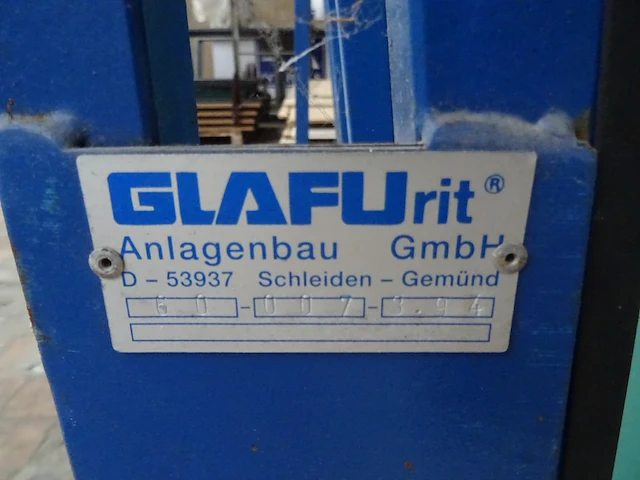 GLAFUrit®
Anlagenbau GmbH
D – 53937 Schleiden – Gemünd
60 - 007 - 3.94